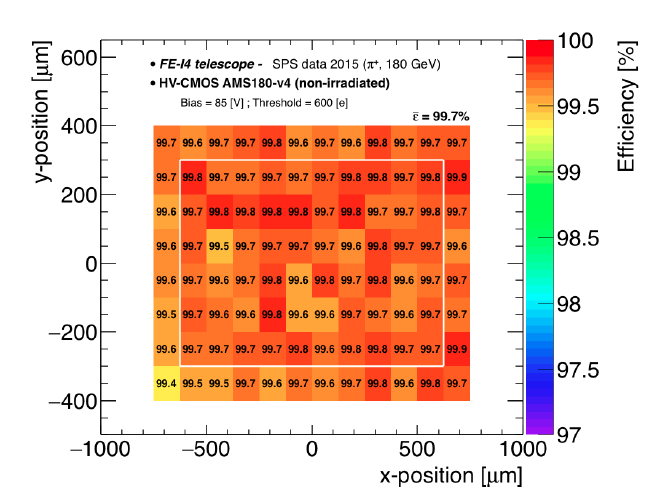 • FE-I4 telescope - SPS data 2015 (π⁺, 180 GeV)
• HV-CMOS AMS180-v4 (non-irradiated)
Bias = 85 [V] ; Threshold = 600 [e]
ε̅ = 99.7%
y-position [μm]
600
400
200
0
−200
−400
99.7 99.6 99.7 99.7 99.8 99.6 99.7 99.6 99.8 99.7 99.7 99.7
99.7 99.8 99.7 99.7 99.7 99.7 99.7 99.8 99.8 99.8 99.8 99.9
99.6 99.7 99.8 99.8 99.8 99.8 99.7 99.8 99.7 99.7 99.8 99.7
99.6 99.7 99.5 99.7 99.7 99.7 99.7 99.6 99.8 99.7 99.7 99.6
99.6 99.6 99.7 99.7 99.8 99.6 99.8 99.7 99.8 99.6 99.7 99.7
99.5 99.7 99.6 99.6 99.8 99.6 99.6 99.7 99.7 99.6 99.7 99.7
99.6 99.7 99.7 99.7 99.7 99.8 99.6 99.8 99.7 99.7 99.7 99.9
99.4 99.5 99.5 99.7 99.6 99.7 99.6 99.7 99.8 99.6 99.8 99.7
−1000 −500 0 500 1000
x-position [μm]
100
99.5
99
98.5
98
97.5
97
Efficiency [%]